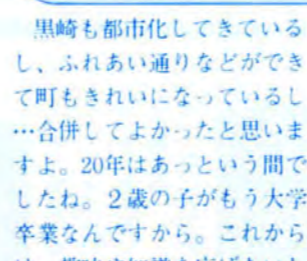 黒崎も都市化してきている
し、ふれあい通りなどができ
て町もきれいになっているし
…合併してよかったと思いま
すよ。20年はあっという間で
したね。２歳の子がもう大学
卒業なんですから。これから